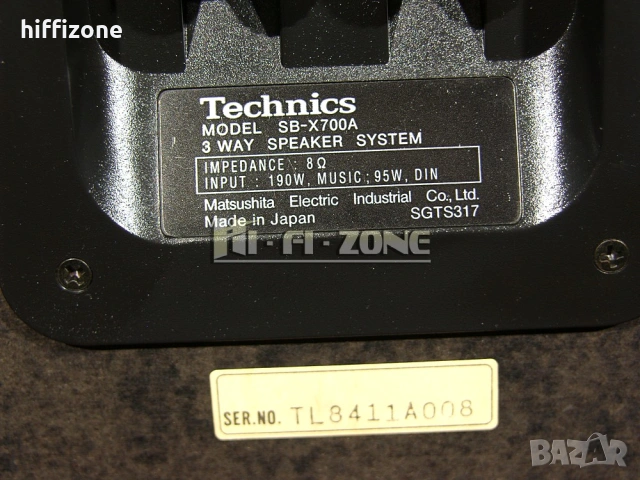 hiffizone
Technics
MODEL SB-X700A
3 WAY SPEAKER SYSTEM
IMPEDANCE : 8Ω
INPUT : 190W, MUSIC ; 95W, DIN
Matsushita Electric Industrial Co., Ltd.
Made in Japan SGTS317
HI-FI-ZONE
SER.NO. TL8411A008
BAZAR